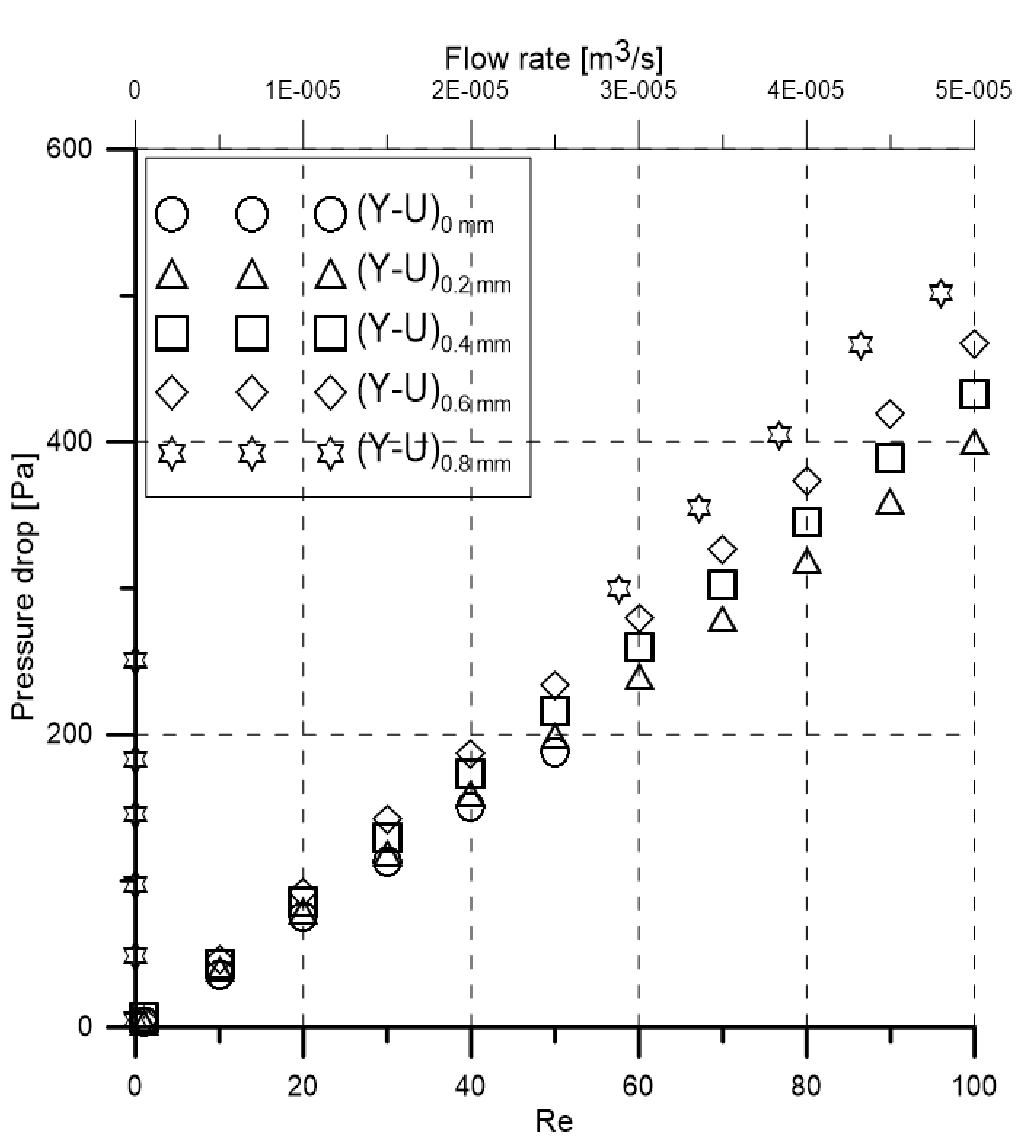 Flow rate [m3/s]
0 1E-005 2E-005 3E-005 4E-005 5E-005
600
(Y-U)0 mm
(Y-U)0.2 mm
(Y-U)0.4 mm
(Y-U)0.6 mm
400
(Y-U)0.8 mm
Pressure drop [Pa]
200
0
0 20 40 60 80 100
Re